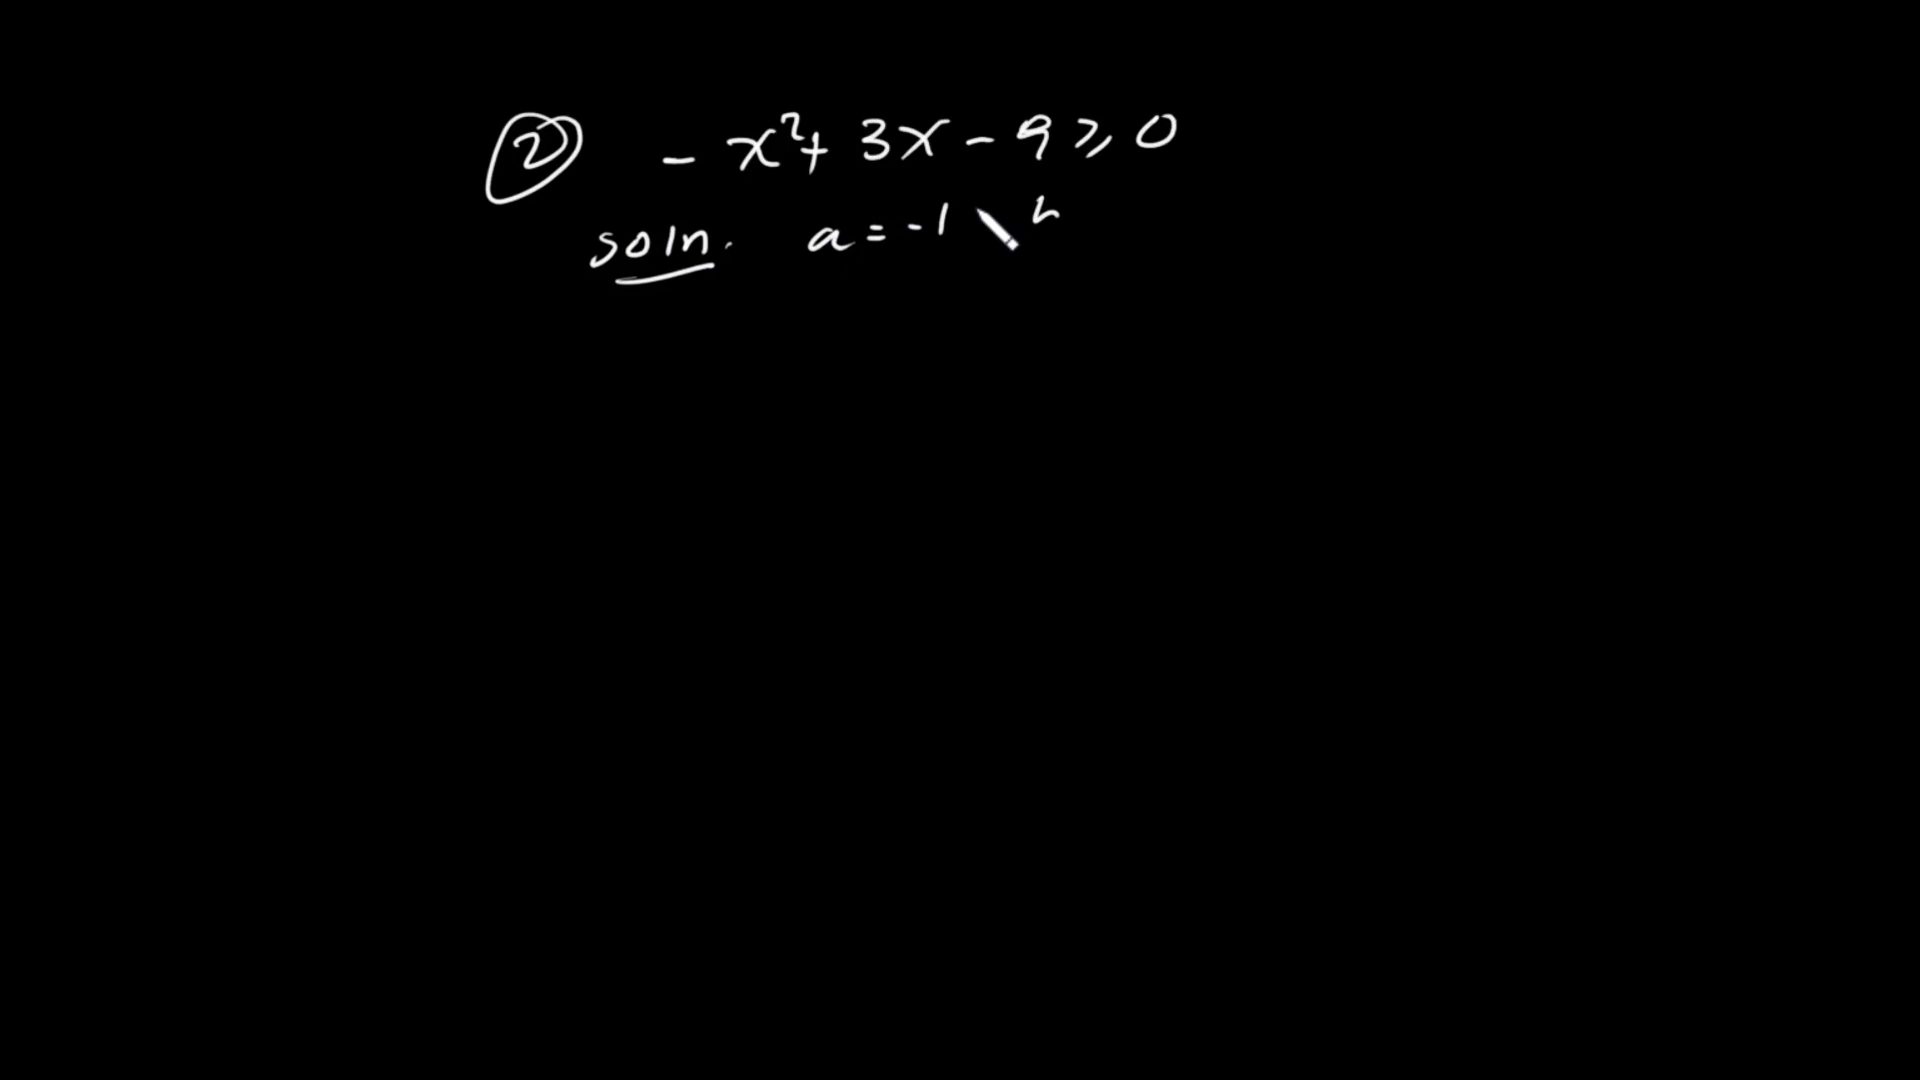 ② - x² + 3x - 9 ⩾ 0
soln. a = -1